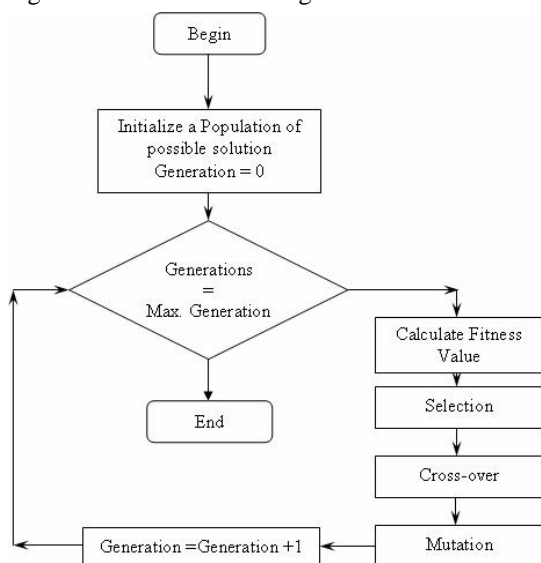 Begin
Initialize a Population of
possible solution
Generation = 0
Generations
=
Max. Generation
Calculate Fitness
Value
Selection
Cross-over
Mutation
Generation =Generation +1
End